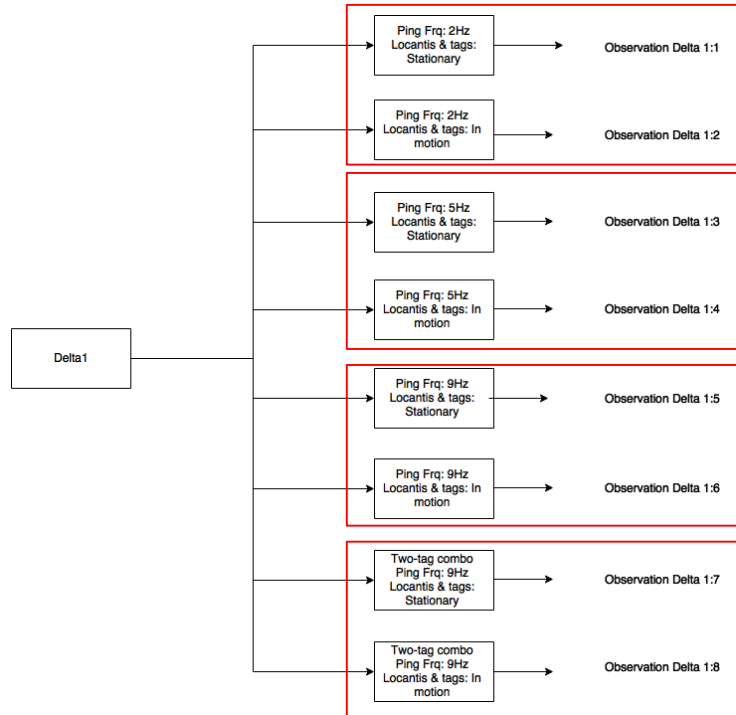 Ping Frq: 2Hz
Locantis & tags:
Stationary
Observation Delta 1:1
Ping Frq: 2Hz
Locantis & tags: In
motion
Observation Delta 1:2
Ping Frq: 5Hz
Locantis & tags:
Stationary
Observation Delta 1:3
Ping Frq: 5Hz
Locantis & tags: In
motion
Observation Delta 1:4
Delta1
Ping Frq: 9Hz
Locantis & tags:
Stationary
Observation Delta 1:5
Ping Frq: 9Hz
Locantis & tags: In
motion
Observation Delta 1:6
Two-tag combo
Ping Frq: 9Hz
Locantis & tags:
Stationary
Observation Delta 1:7
Two-tag combo
Ping Frq: 9Hz
Locantis & tags: In
motion
Observation Delta 1:8